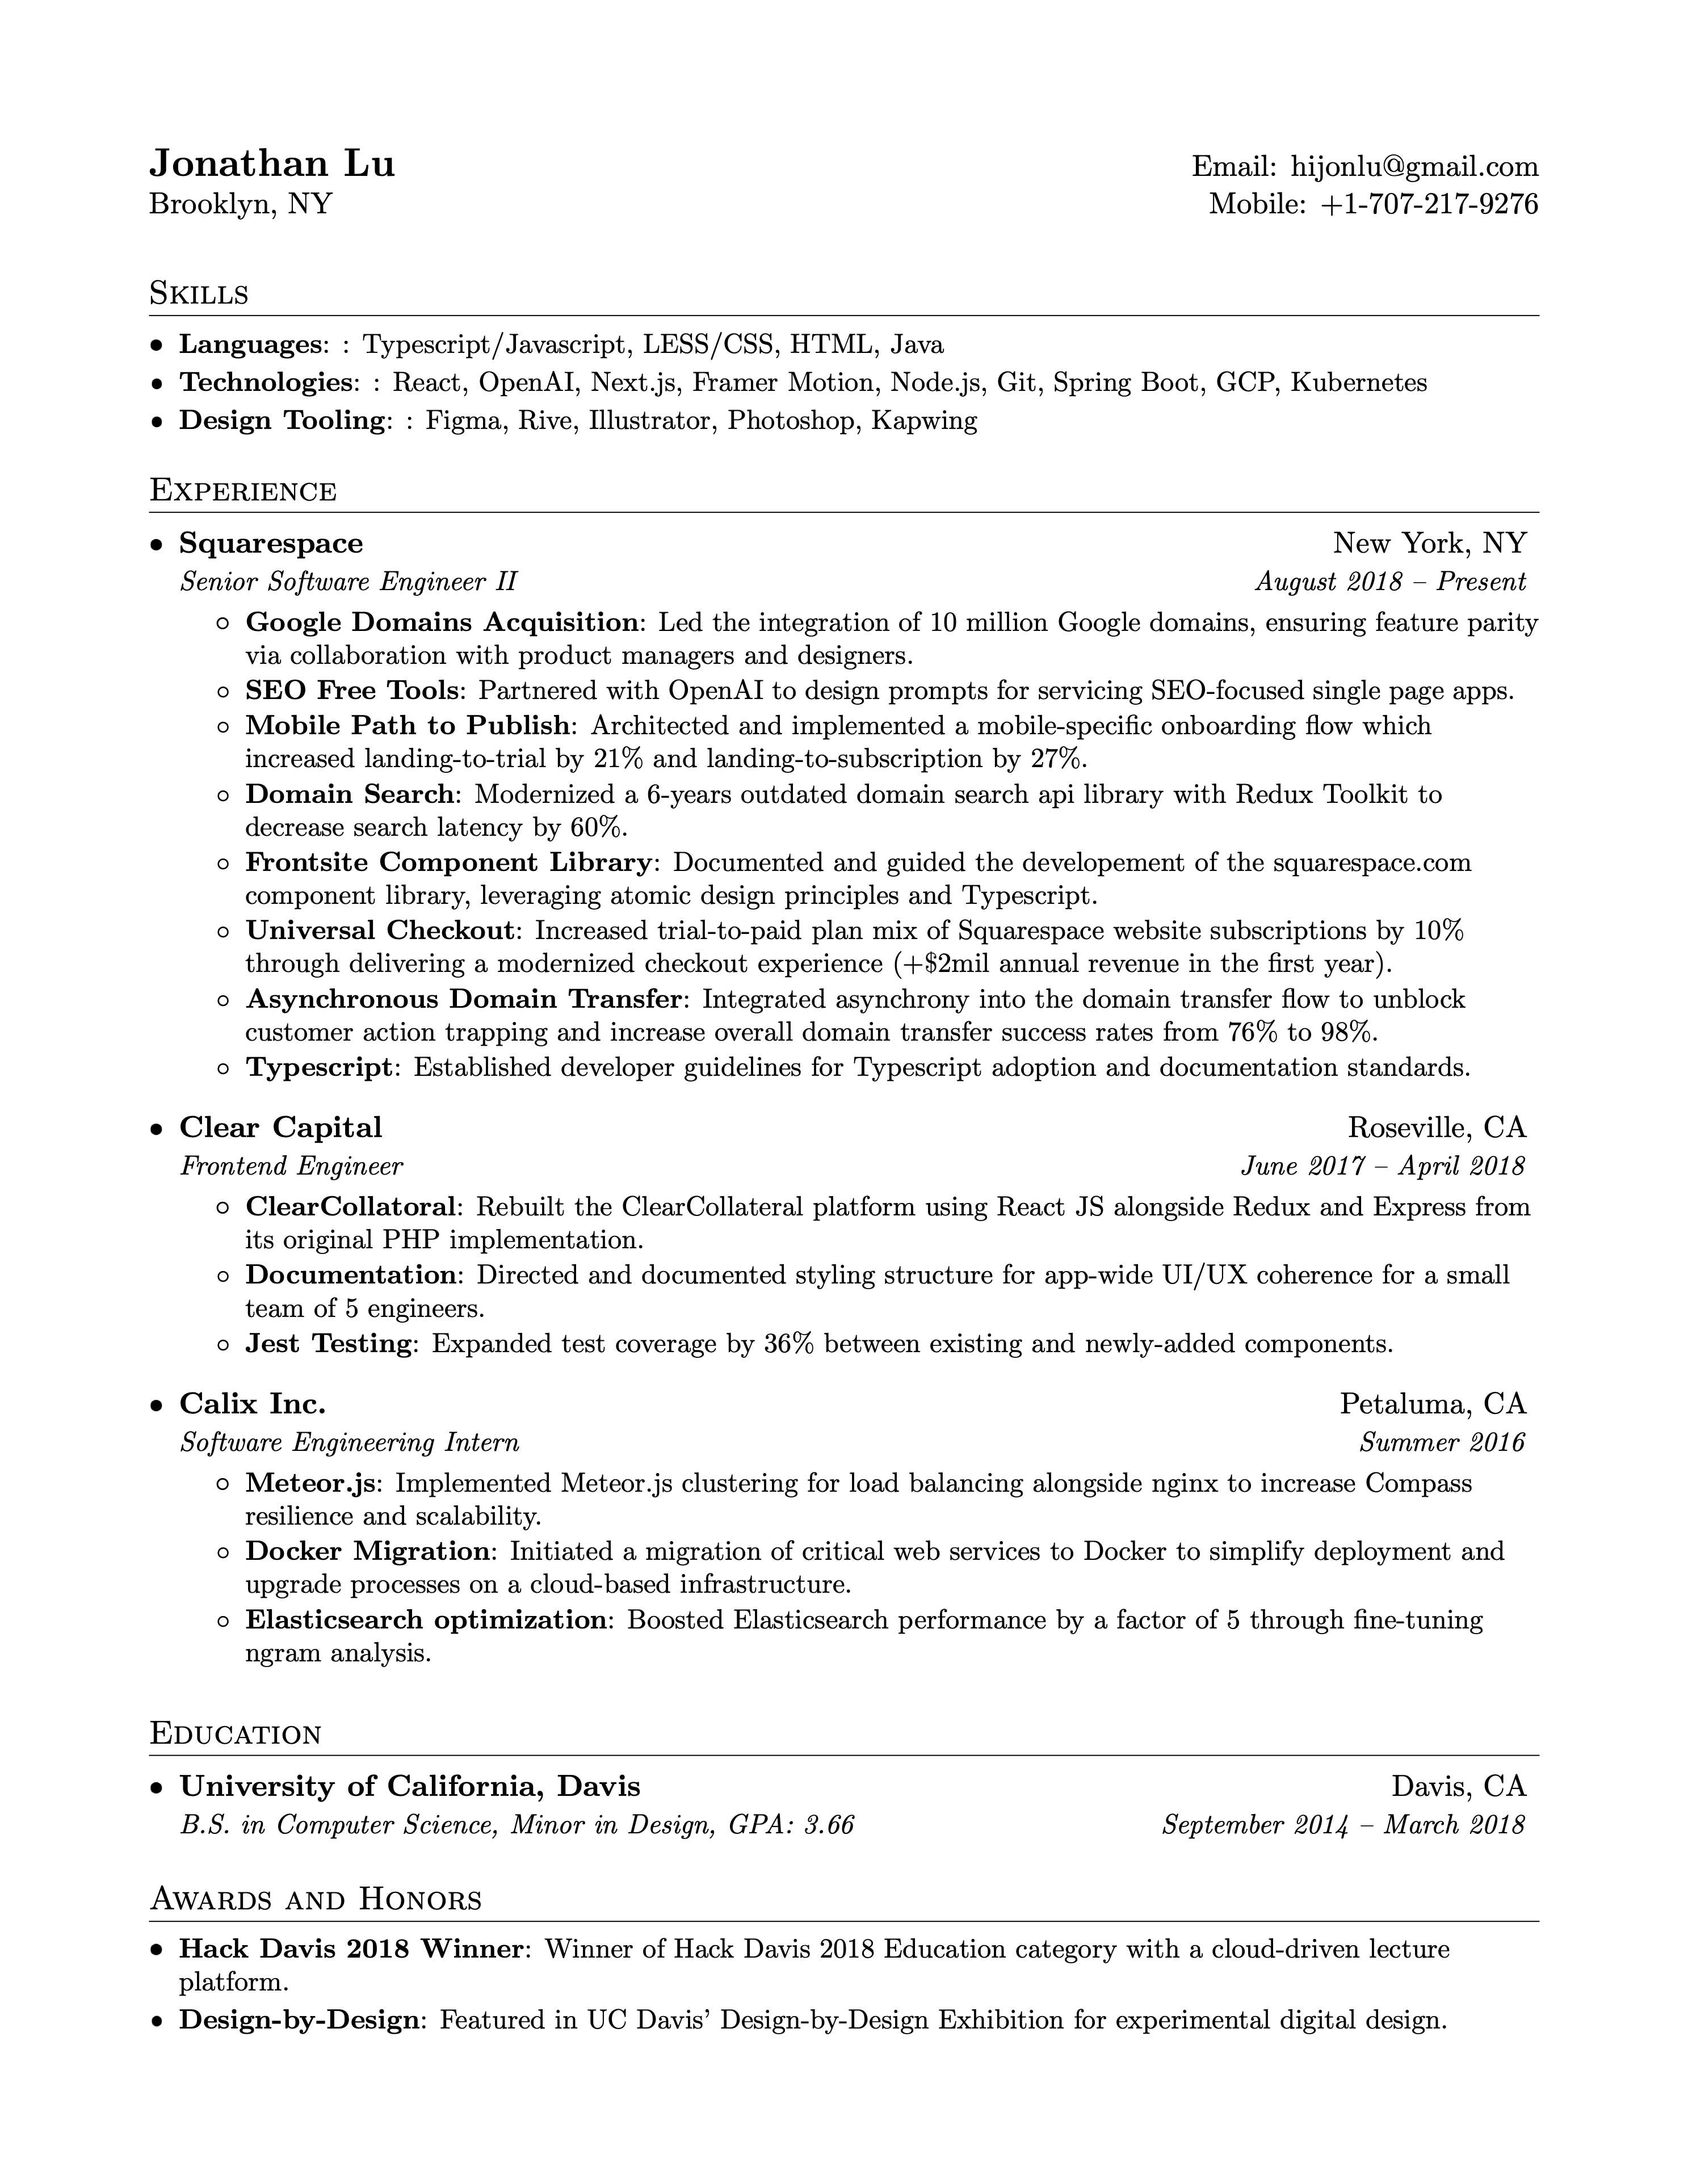 Jonathan Lu
Email: hijonlu@gmail.com
Brooklyn, NY
Mobile: +1-707-217-9276
Skills
• Languages: : Typescript/Javascript, LESS/CSS, HTML, Java
• Technologies: : React, OpenAI, Next.js, Framer Motion, Node.js, Git, Spring Boot, GCP, Kubernetes
• Design Tooling: : Figma, Rive, Illustrator, Photoshop, Kapwing
Experience
• Squarespace New York, NY
Senior Software Engineer II August 2018 – Present
◦ Google Domains Acquisition: Led the integration of 10 million Google domains, ensuring feature parity
via collaboration with product managers and designers.
◦ SEO Free Tools: Partnered with OpenAI to design prompts for servicing SEO-focused single page apps.
◦ Mobile Path to Publish: Architected and implemented a mobile-specific onboarding flow which
increased landing-to-trial by 21% and landing-to-subscription by 27%.
◦ Domain Search: Modernized a 6-years outdated domain search api library with Redux Toolkit to
decrease search latency by 60%.
◦ Frontsite Component Library: Documented and guided the developement of the squarespace.com
component library, leveraging atomic design principles and Typescript.
◦ Universal Checkout: Increased trial-to-paid plan mix of Squarespace website subscriptions by 10%
through delivering a modernized checkout experience (+$2mil annual revenue in the first year).
◦ Asynchronous Domain Transfer: Integrated asynchrony into the domain transfer flow to unblock
customer action trapping and increase overall domain transfer success rates from 76% to 98%.
◦ Typescript: Established developer guidelines for Typescript adoption and documentation standards.
• Clear Capital Roseville, CA
Frontend Engineer June 2017 – April 2018
◦ ClearCollatoral: Rebuilt the ClearCollateral platform using React JS alongside Redux and Express from
its original PHP implementation.
◦ Documentation: Directed and documented styling structure for app-wide UI/UX coherence for a small
team of 5 engineers.
◦ Jest Testing: Expanded test coverage by 36% between existing and newly-added components.
• Calix Inc. Petaluma, CA
Software Engineering Intern Summer 2016
◦ Meteor.js: Implemented Meteor.js clustering for load balancing alongside nginx to increase Compass
resilience and scalability.
◦ Docker Migration: Initiated a migration of critical web services to Docker to simplify deployment and
upgrade processes on a cloud-based infrastructure.
◦ Elasticsearch optimization: Boosted Elasticsearch performance by a factor of 5 through fine-tuning
ngram analysis.
Education
• University of California, Davis Davis, CA
B.S. in Computer Science, Minor in Design, GPA: 3.66 September 2014 – March 2018
Awards and Honors
• Hack Davis 2018 Winner: Winner of Hack Davis 2018 Education category with a cloud-driven lecture
platform.
• Design-by-Design: Featured in UC Davis' Design-by-Design Exhibition for experimental digital design.